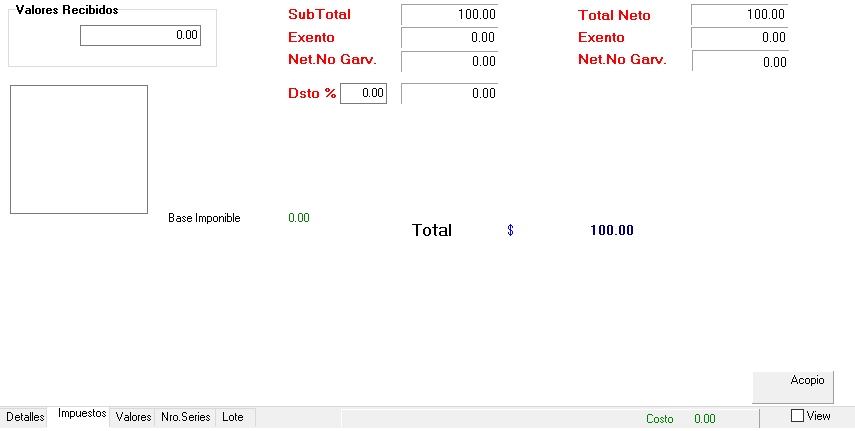 Valores Recibidos
0.00
SubTotal 100.00
Exento 0.00
Net.No Garv. 0.00
Dsto % 0.00 0.00
Total Neto 100.00
Exento 0.00
Net.No Garv. 0.00
Base Imponible 0.00
Total $ 100.00
Acopio
Detalles Impuestos Valores Nro.Series Lote
Costo 0.00
View